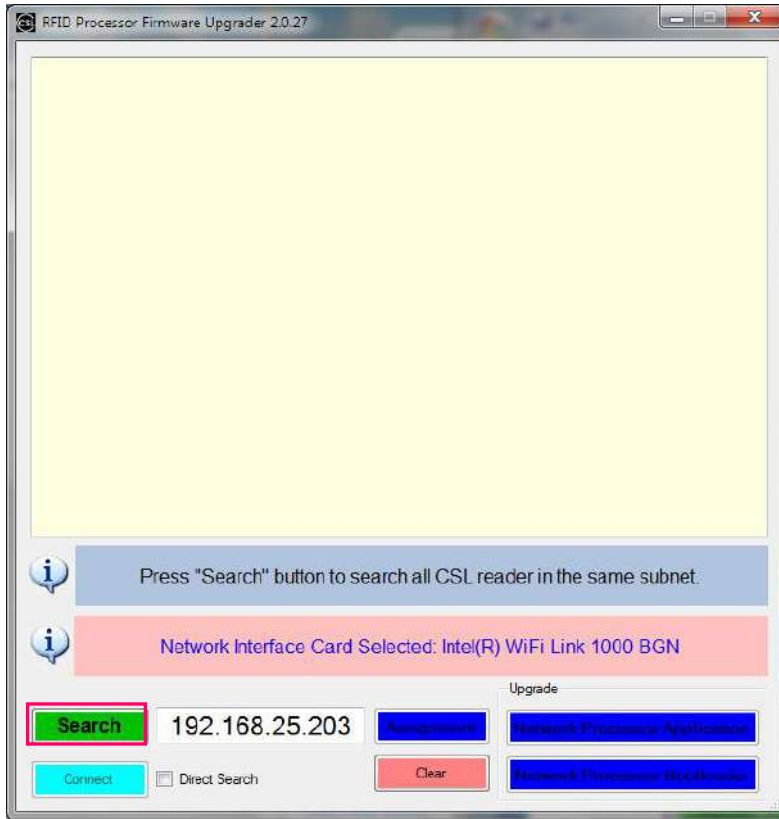 CSL RFID Processor Firmware Upgrader 2.0.27
Press "Search" button to search all CSL reader in the same subnet.
Network Interface Card Selected: Intel(R) WiFi Link 1000 BGN
Upgrade
Search 192.168.25.203 Assignment Network Processor Application
Connect Direct Search Clear Network Processor Bootloader